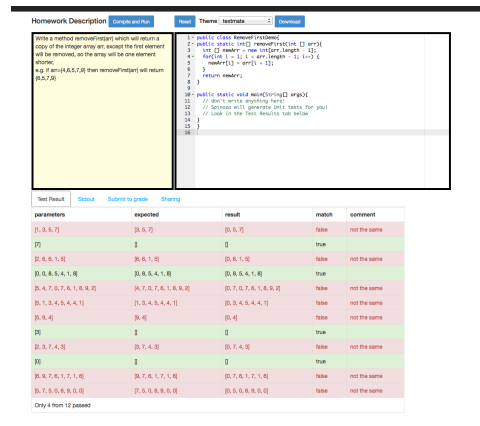 Homework Description Compile and Run Reset Theme textmate Download
Write a method removeFirst(arr) which will return a
copy of the integer array arr, except the first element
will be removed, so the array will be one element
shorter,
e.g. if arr={4,6,5,7,9} then removeFirst(arr) will return
{6,5,7,9}
1 public class RemoveFirstDemo{
2 public static int[] removeFirst(int [] arr){
3 int [] newArr = new int[arr.length - 1];
4 for(int i = 1; i < arr.length - 1; i++) {
5 newArr[i] = arr[i + 1];
6 }
7 return newArr;
8 }
9
10 public static void main(String[] args){
11 // don't write anything here!
12 // Spinoza will generate Unit tests for you!
13 // Look in the Test Results tab below
14 }
15 }
16
Test Result Stdout Submit to grade Sharing
parameters expected result match comment
[1, 3, 5, 7] [3, 5, 7] [0, 5, 7] false not the same
[7] [] [] true
[2, 6, 6, 1, 5] [6, 6, 1, 5] [0, 6, 1, 5] false not the same
[0, 0, 8, 5, 4, 1, 8] [0, 8, 5, 4, 1, 8] [0, 8, 5, 4, 1, 8] true
[5, 4, 7, 0, 7, 6, 1, 8, 9, 2] [4, 7, 0, 7, 6, 1, 8, 9, 2] [0, 7, 0, 7, 6, 1, 8, 9, 2] false not the same
[5, 1, 3, 4, 5, 4, 4, 1] [1, 3, 4, 5, 4, 4, 1] [0, 3, 4, 5, 4, 4, 1] false not the same
[5, 9, 4] [9, 4] [0, 4] false not the same
[3] [] [] true
[2, 3, 7, 4, 3] [3, 7, 4, 3] [0, 7, 4, 3] false not the same
[0] [] [] true
[6, 9, 7, 6, 1, 7, 1, 6] [9, 7, 6, 1, 7, 1, 6] [0, 7, 6, 1, 7, 1, 6] false not the same
[5, 7, 5, 0, 6, 9, 0, 0] [7, 5, 0, 6, 9, 0, 0] [0, 5, 0, 6, 9, 0, 0] false not the same
Only 4 from 12 passed